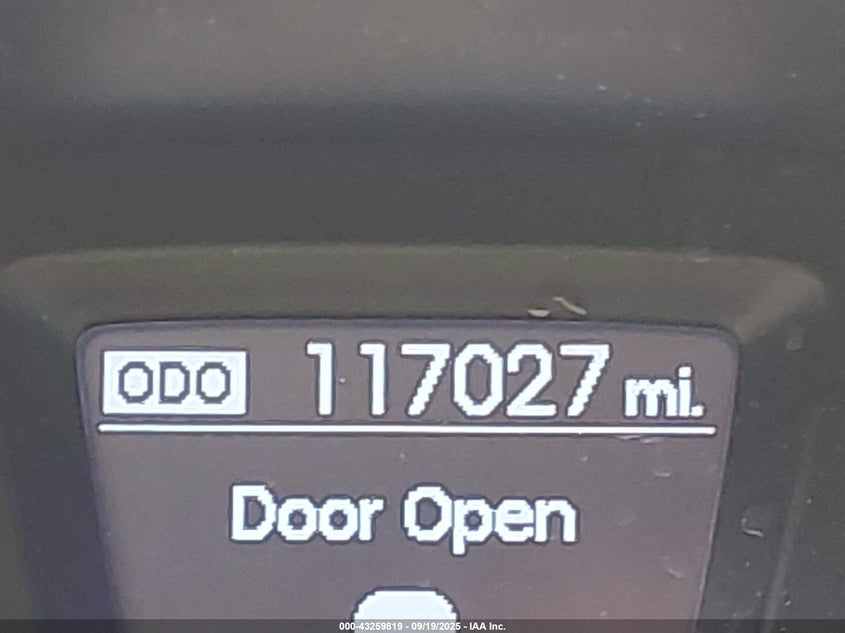 ODO 117027 mi.
Door Open
000-43259819 - 09/19/2025 - IAA Inc.